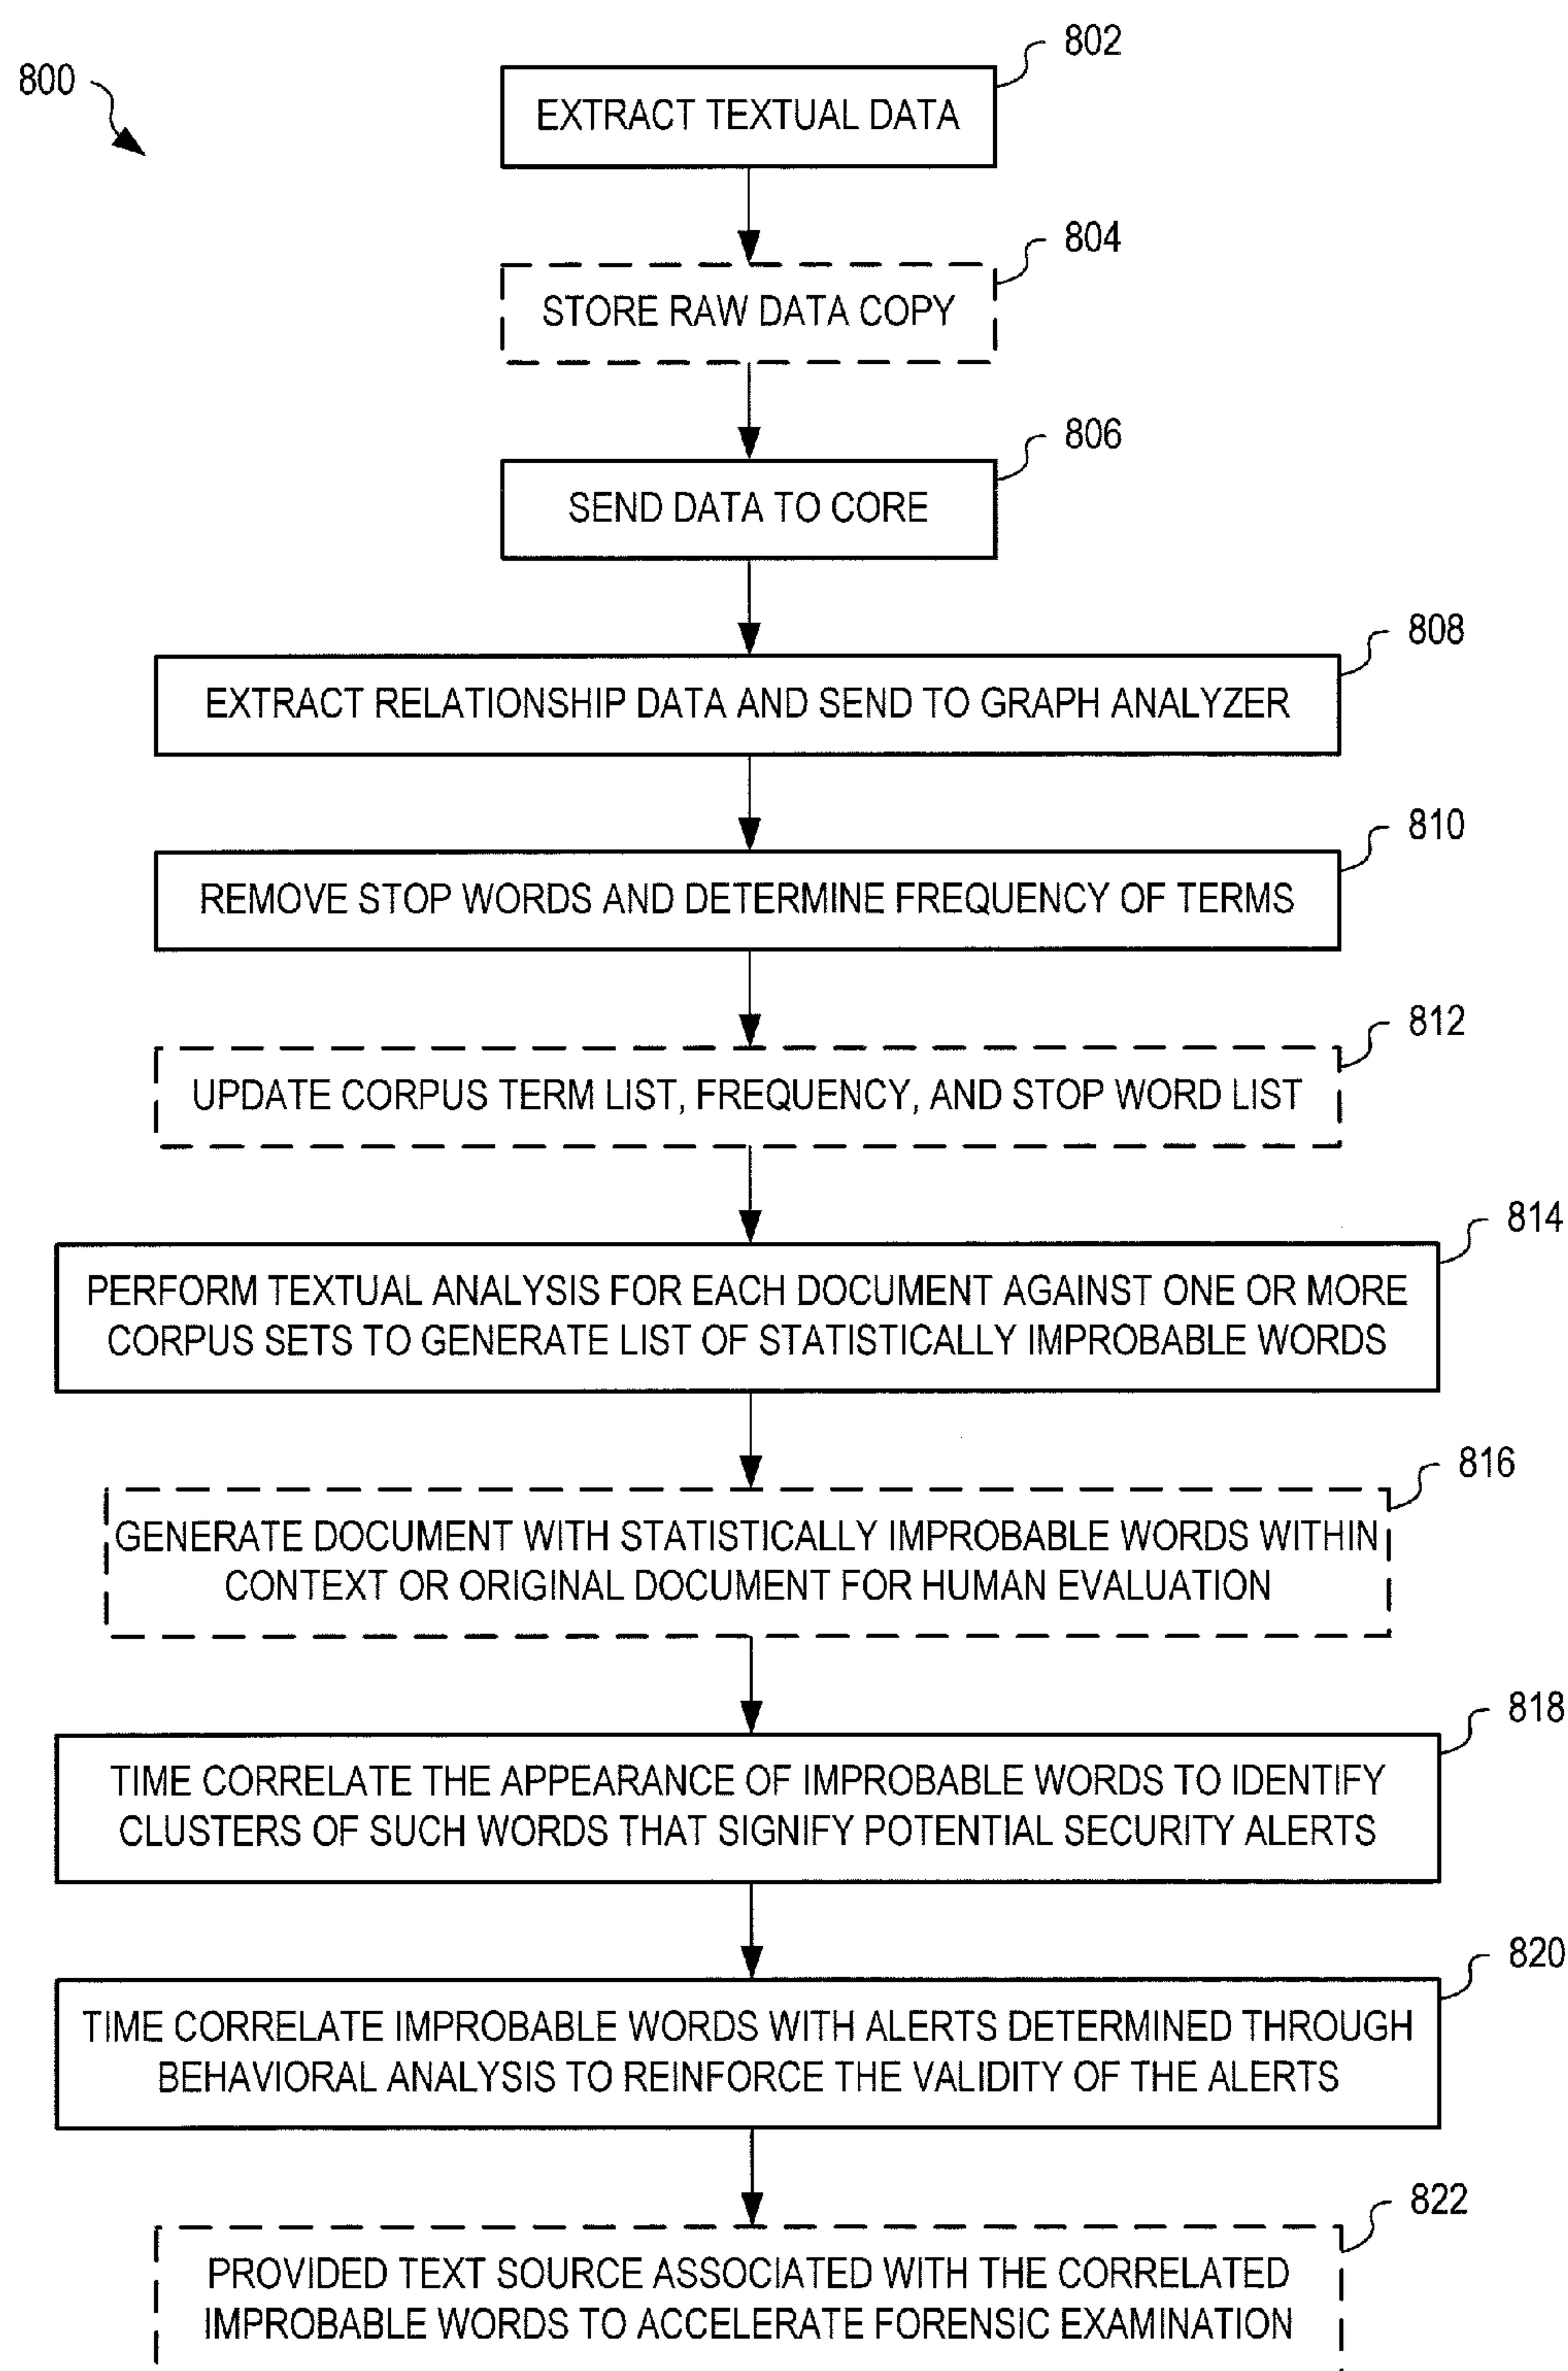 800
802
EXTRACT TEXTUAL DATA
804
STORE RAW DATA COPY
806
SEND DATA TO CORE
808
EXTRACT RELATIONSHIP DATA AND SEND TO GRAPH ANALYZER
810
REMOVE STOP WORDS AND DETERMINE FREQUENCY OF TERMS
812
UPDATE CORPUS TERM LIST, FREQUENCY, AND STOP WORD LIST
814
PERFORM TEXTUAL ANALYSIS FOR EACH DOCUMENT AGAINST ONE OR MORE
CORPUS SETS TO GENERATE LIST OF STATISTICALLY IMPROBABLE WORDS
816
GENERATE DOCUMENT WITH STATISTICALLY IMPROBABLE WORDS WITHIN
CONTEXT OR ORIGINAL DOCUMENT FOR HUMAN EVALUATION
818
TIME CORRELATE THE APPEARANCE OF IMPROBABLE WORDS TO IDENTIFY
CLUSTERS OF SUCH WORDS THAT SIGNIFY POTENTIAL SECURITY ALERTS
820
TIME CORRELATE IMPROBABLE WORDS WITH ALERTS DETERMINED THROUGH
BEHAVIORAL ANALYSIS TO REINFORCE THE VALIDITY OF THE ALERTS
822
PROVIDED TEXT SOURCE ASSOCIATED WITH THE CORRELATED
IMPROBABLE WORDS TO ACCELERATE FORENSIC EXAMINATION